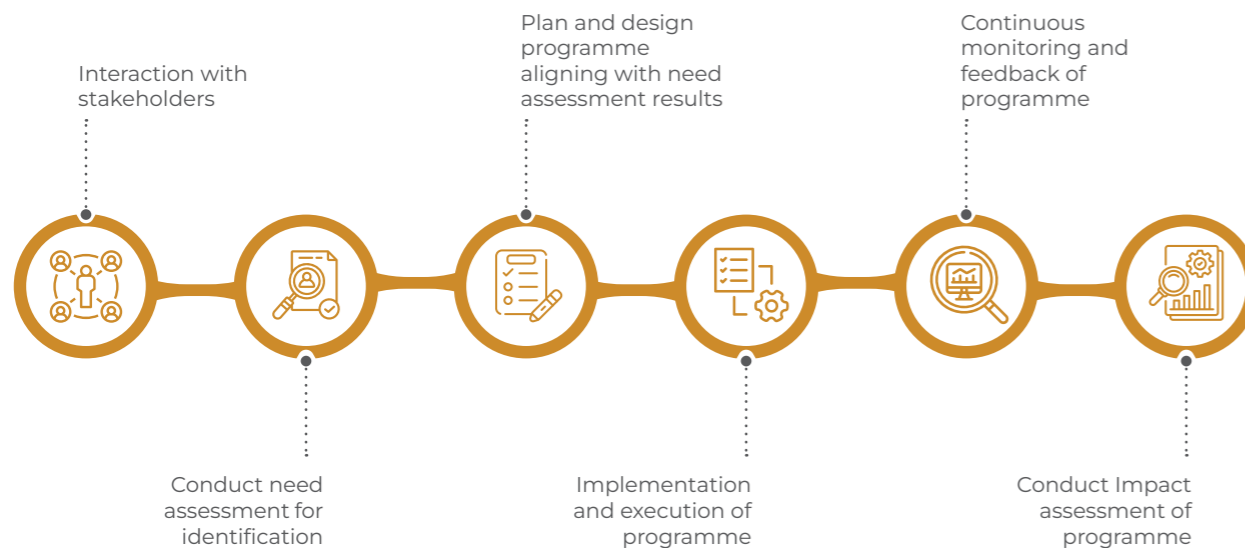 Interaction with
stakeholders
Conduct need
assessment for
identification
Plan and design
programme
aligning with need
assessment results
Implementation
and execution of
programme
Continuous
monitoring and
feedback of
programme
Conduct Impact
assessment of
programme